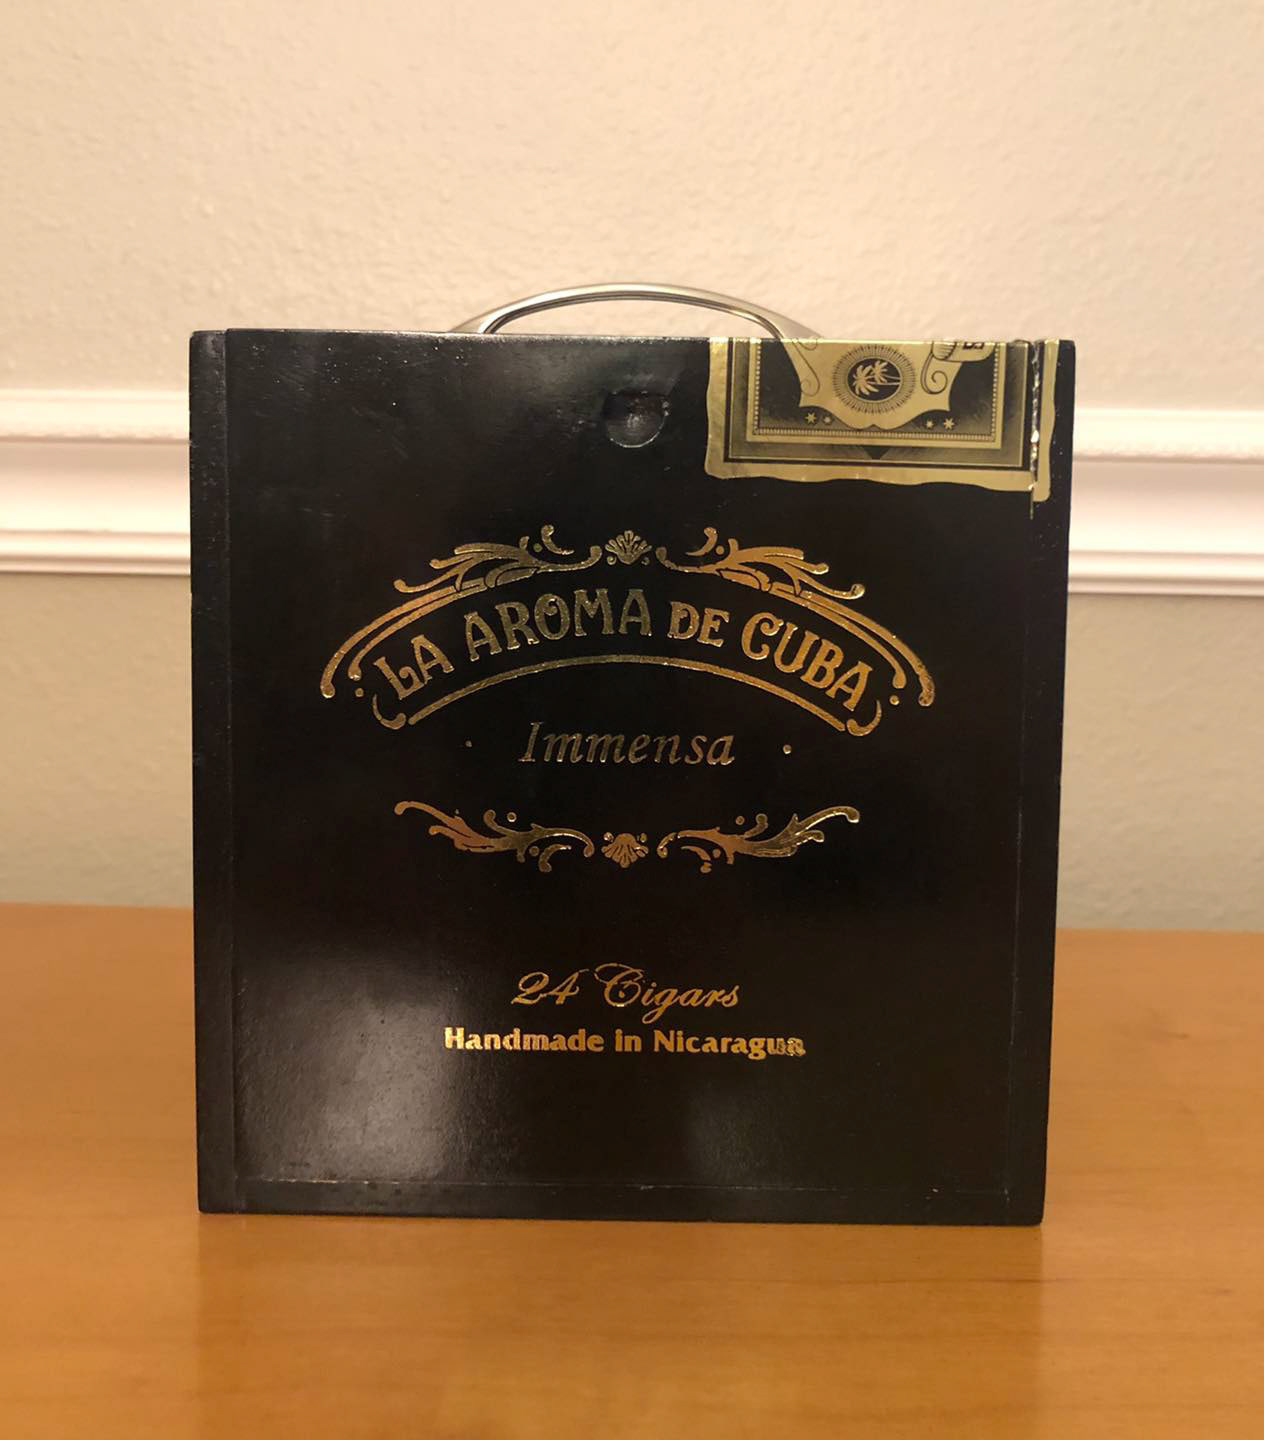 LA AROMA DE CUBA
Immensa
24 Cigars
Handmade in Nicaragua